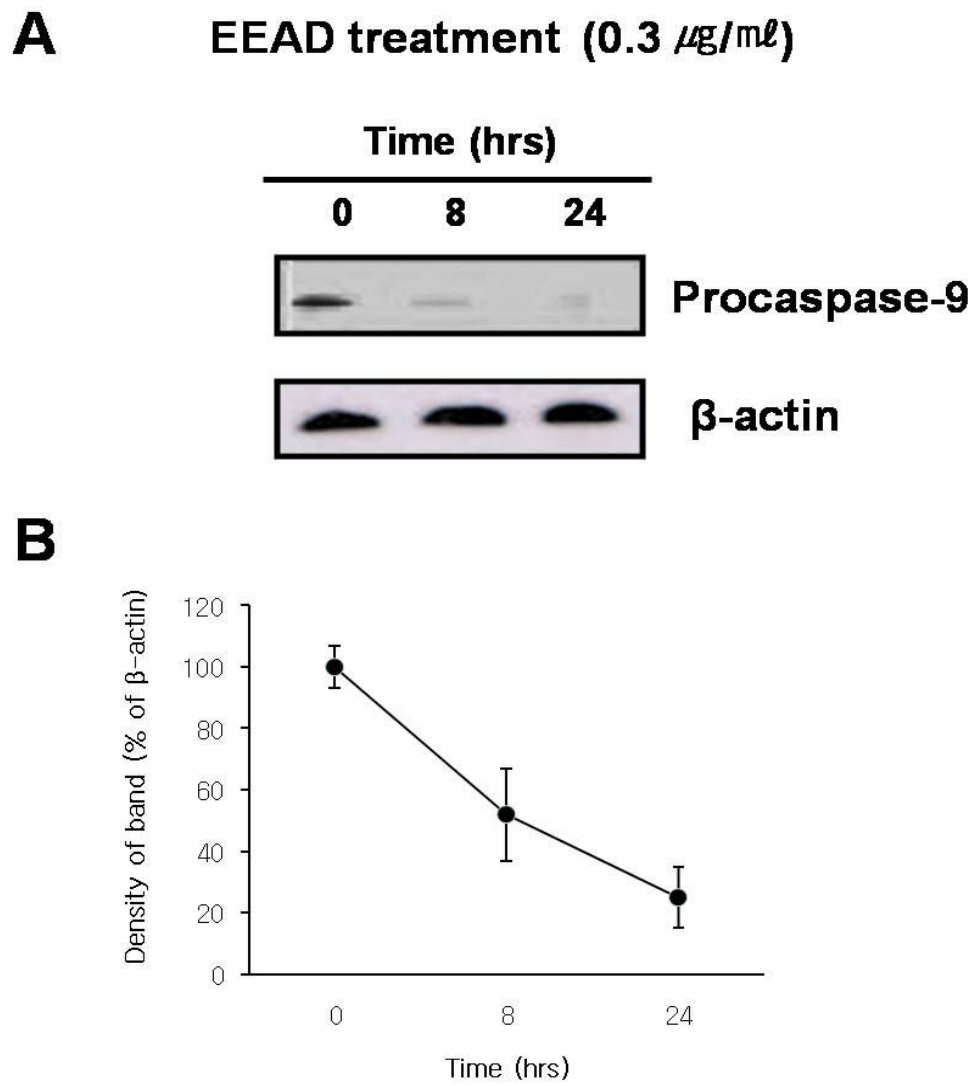 A
EEAD treatment (0.3 ㎍/㎖)
Time (hrs)
0 8 24
Procaspase-9
β-actin
B
Density of band (% of β-actin)
120
100
80
60
40
20
0
0 8 24
Time (hrs)